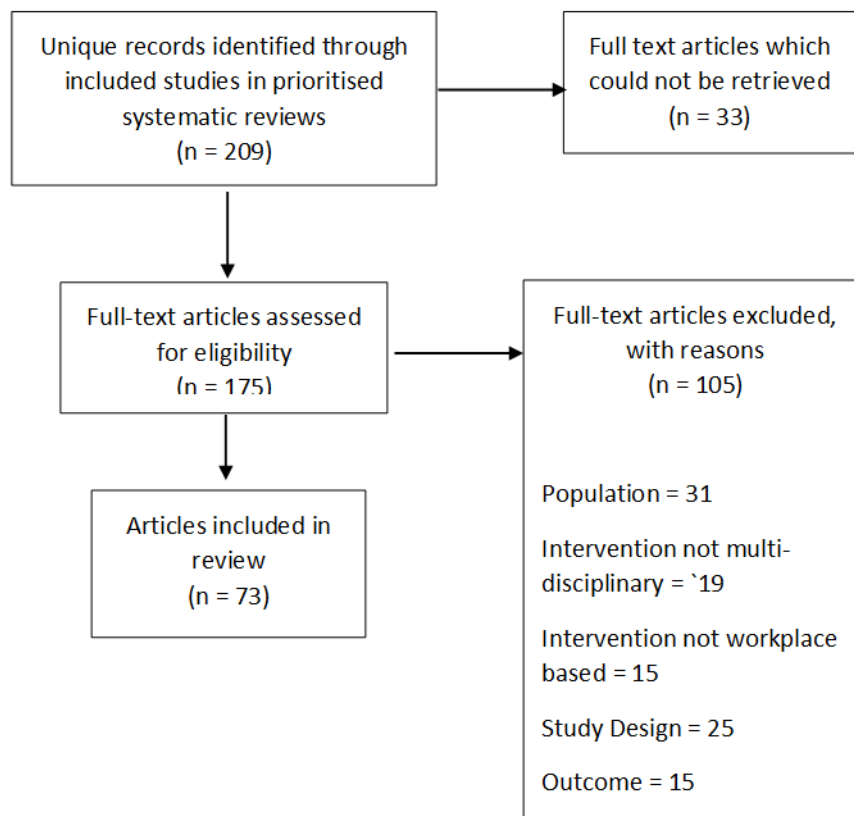 Unique records identified through
included studies in prioritised
systematic reviews
(n = 209)
Full text articles which
could not be retrieved
(n = 33)
Full-text articles assessed
for eligibility
(n = 175)
Full-text articles excluded,
with reasons
(n = 105)
Population = 31
Intervention not multi-
disciplinary = `19
Intervention not workplace
based = 15
Study Design = 25
Outcome = 15
Articles included in
review
(n = 73)